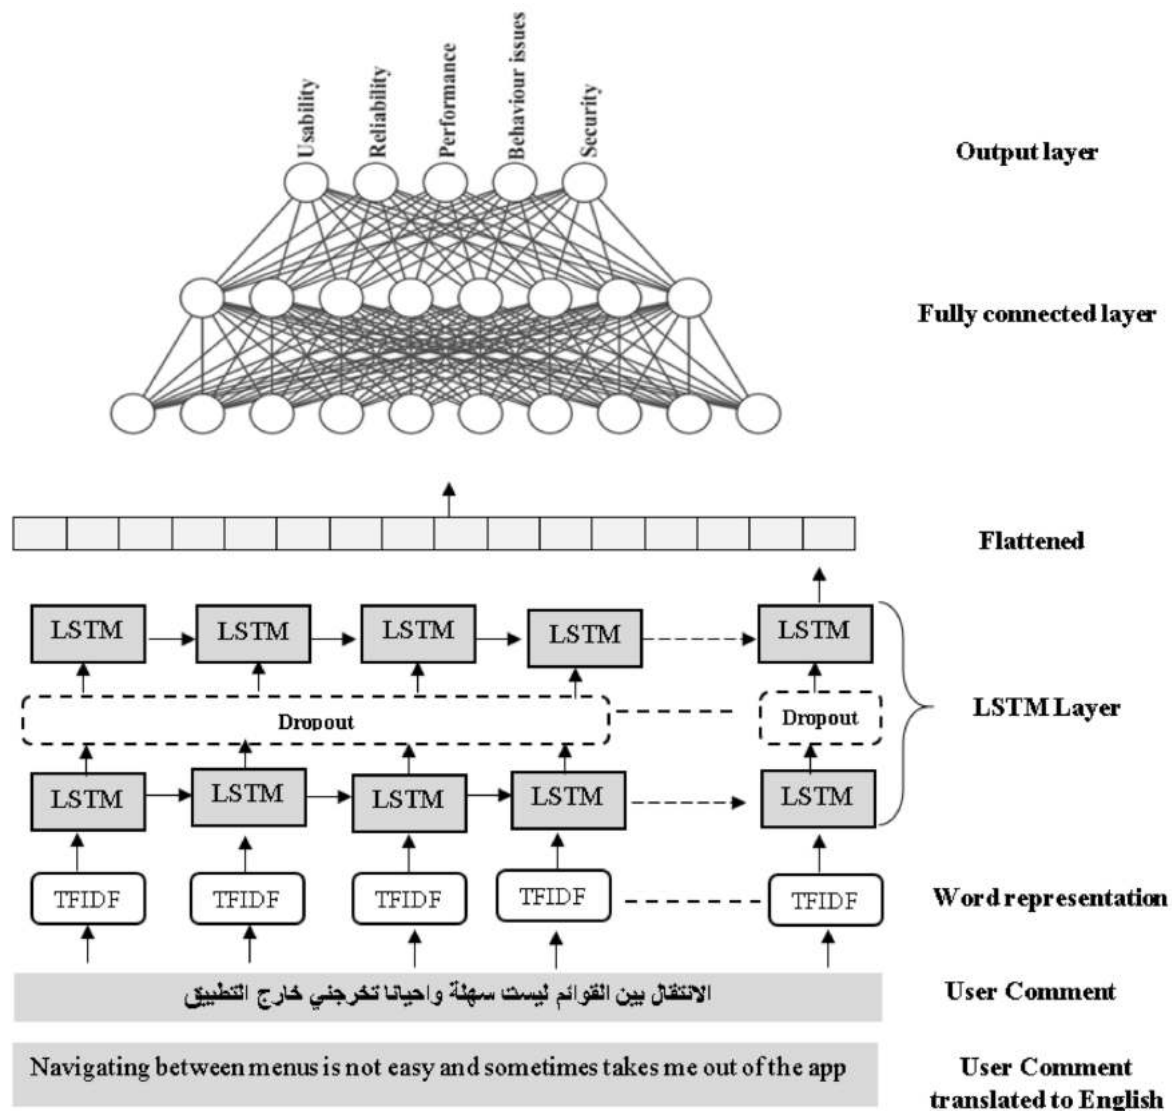 Usability
Reliability
Performance
Behaviour issues
Security
Output layer
Fully connected layer
Flattened
LSTM LSTM LSTM LSTM LSTM
Dropout Dropout
LSTM Layer
LSTM LSTM LSTM LSTM LSTM
TFIDF TFIDF TFIDF TFIDF TFIDF
Word representation
الانتقال بين القوائم ليست سهلة واحيانا تخرجني خارج التطبيق
User Comment
Navigating between menus is not easy and sometimes takes me out of the app
User Comment
translated to English